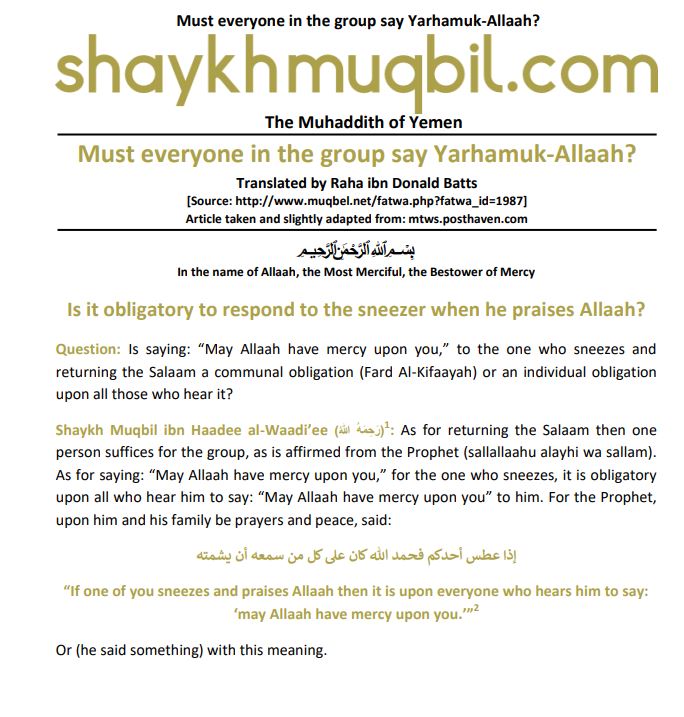 Must everyone in the group say Yarhamuk-Allaah?
shaykhmuqbil.com
The Muhaddith of Yemen
Must everyone in the group say Yarhamuk-Allaah?
Translated by Raha ibn Donald Batts
[Source: http://www.muqbel.net/fatwa.php?fatwa_id=1987]
Article taken and slightly adapted from: mtws.posthaven.com
بِسْمِ اللَّهِ الرَّحْمَٰنِ الرَّحِيمِ
In the name of Allaah, the Most Merciful, the Bestower of Mercy
Is it obligatory to respond to the sneezer when he praises Allaah?
Question: Is saying: “May Allaah have mercy upon you,” to the one who sneezes and
returning the Salaam a communal obligation (Fard Al-Kifaayah) or an individual obligation
upon all those who hear it?
Shaykh Muqbil ibn Haadee al-Waadi’ee (رَحِمَهُ اللهُ)1: As for returning the Salaam then one
person suffices for the group, as is affirmed from the Prophet (sallallaahu alayhi wa sallam).
As for saying: “May Allaah have mercy upon you,” for the one who sneezes, it is obligatory
upon all who hear him to say: “May Allaah have mercy upon you” to him. For the Prophet,
upon him and his family be prayers and peace, said:
إذا عطس أحدكم فحمد الله كان على كل من سمعه أن يشمته
“If one of you sneezes and praises Allaah then it is upon everyone who hears him to say:
‘may Allaah have mercy upon you.’”2
Or (he said something) with this meaning.